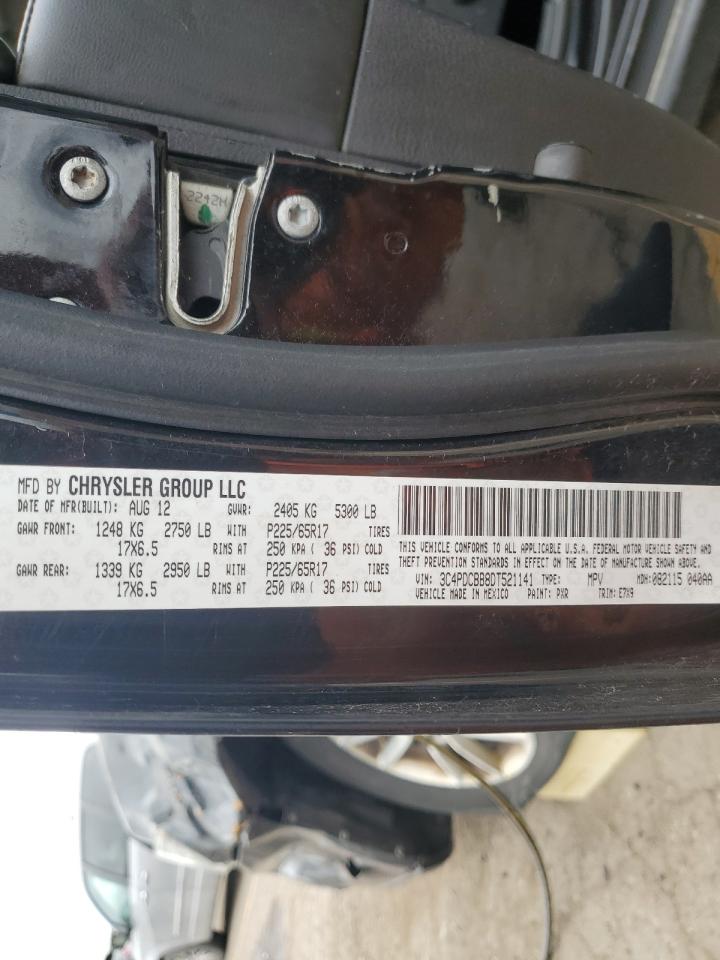 2242H
MFD BY CHRYSLER GROUP LLC
DATE OF MFR(BUILT): AUG 12 GVWR: 2405 KG 5300 LB
GAWR FRONT: 1248 KG 2750 LB WITH P225/65R17 TIRES
17X6.5 RIMS AT 250 KPA ( 36 PSI) COLD
GAWR REAR: 1339 KG 2950 LB WITH P225/65R17 TIRES
17X6.5 RIMS AT 250 KPA ( 36 PSI) COLD
THIS VEHICLE CONFORMS TO ALL APPLICABLE U.S.A. FEDERAL MOTOR VEHICLE SAFETY AND
THEFT PREVENTION STANDARDS IN EFFECT ON THE DATE OF MANUFACTURE SHOWN ABOVE.
VIN: 3C4PDCBB8DT521141 TYPE: MPV MDH: 082115 040AA
VEHICLE MADE IN MEXICO PAINT: PXR TRIM: E7X9